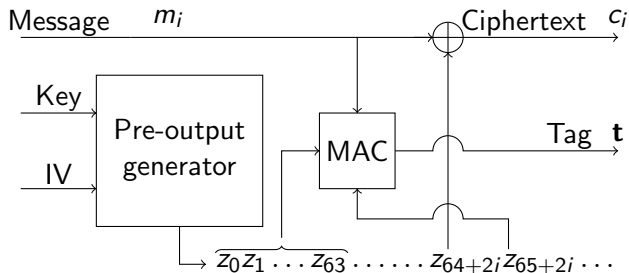 Message m_i Ciphertext c_i
Key
Pre-output generator
IV
MAC
Tag t
z_0 z_1 ... z_63 ...... z_{64+2i} z_{65+2i} ...